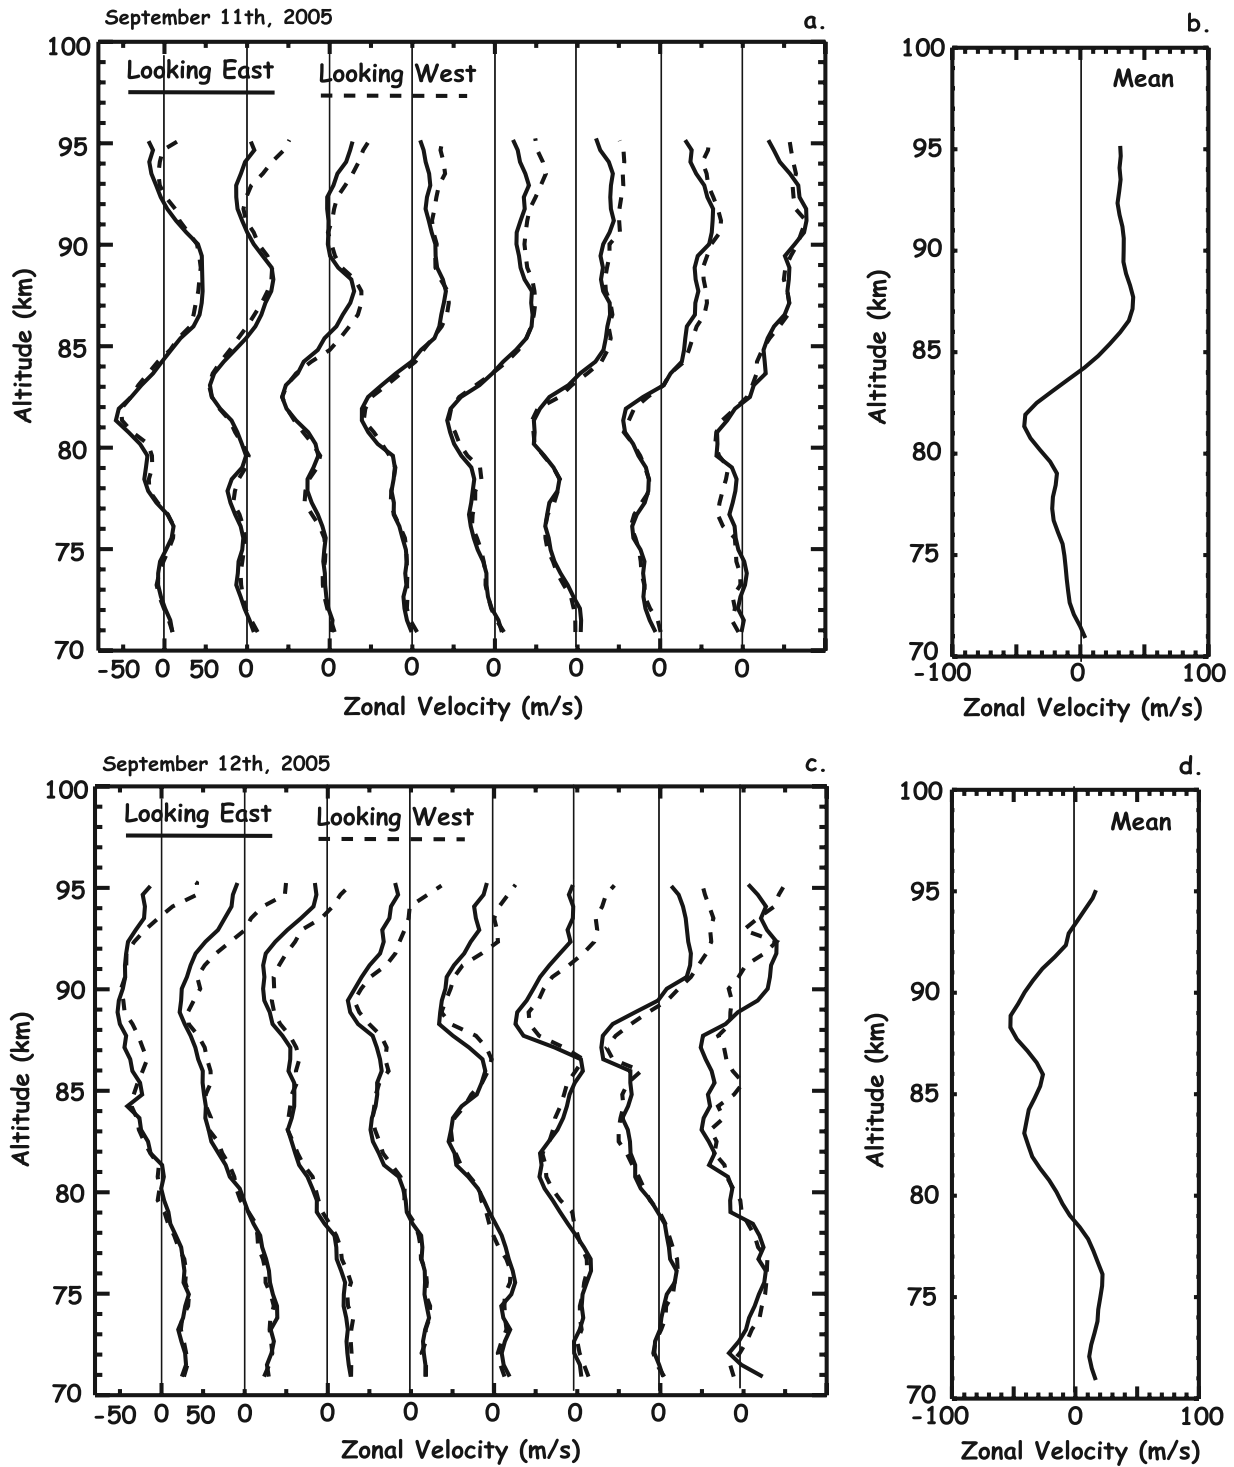 September 11th, 2005
a.
b.
100
Looking East
Looking West
95
90
85
80
75
70
Altitude (km)
-50 0 50 0 0 0 0 0 0 0
Zonal Velocity (m/s)
100
Mean
95
90
85
80
75
70
Altitude (km)
-100 0 100
Zonal Velocity (m/s)
September 12th, 2005
c.
d.
100
Looking East
Looking West
95
90
85
80
75
70
Altitude (km)
-50 0 50 0 0 0 0 0 0 0
Zonal Velocity (m/s)
100
Mean
95
90
85
80
75
70
Altitude (km)
-100 0 100
Zonal Velocity (m/s)